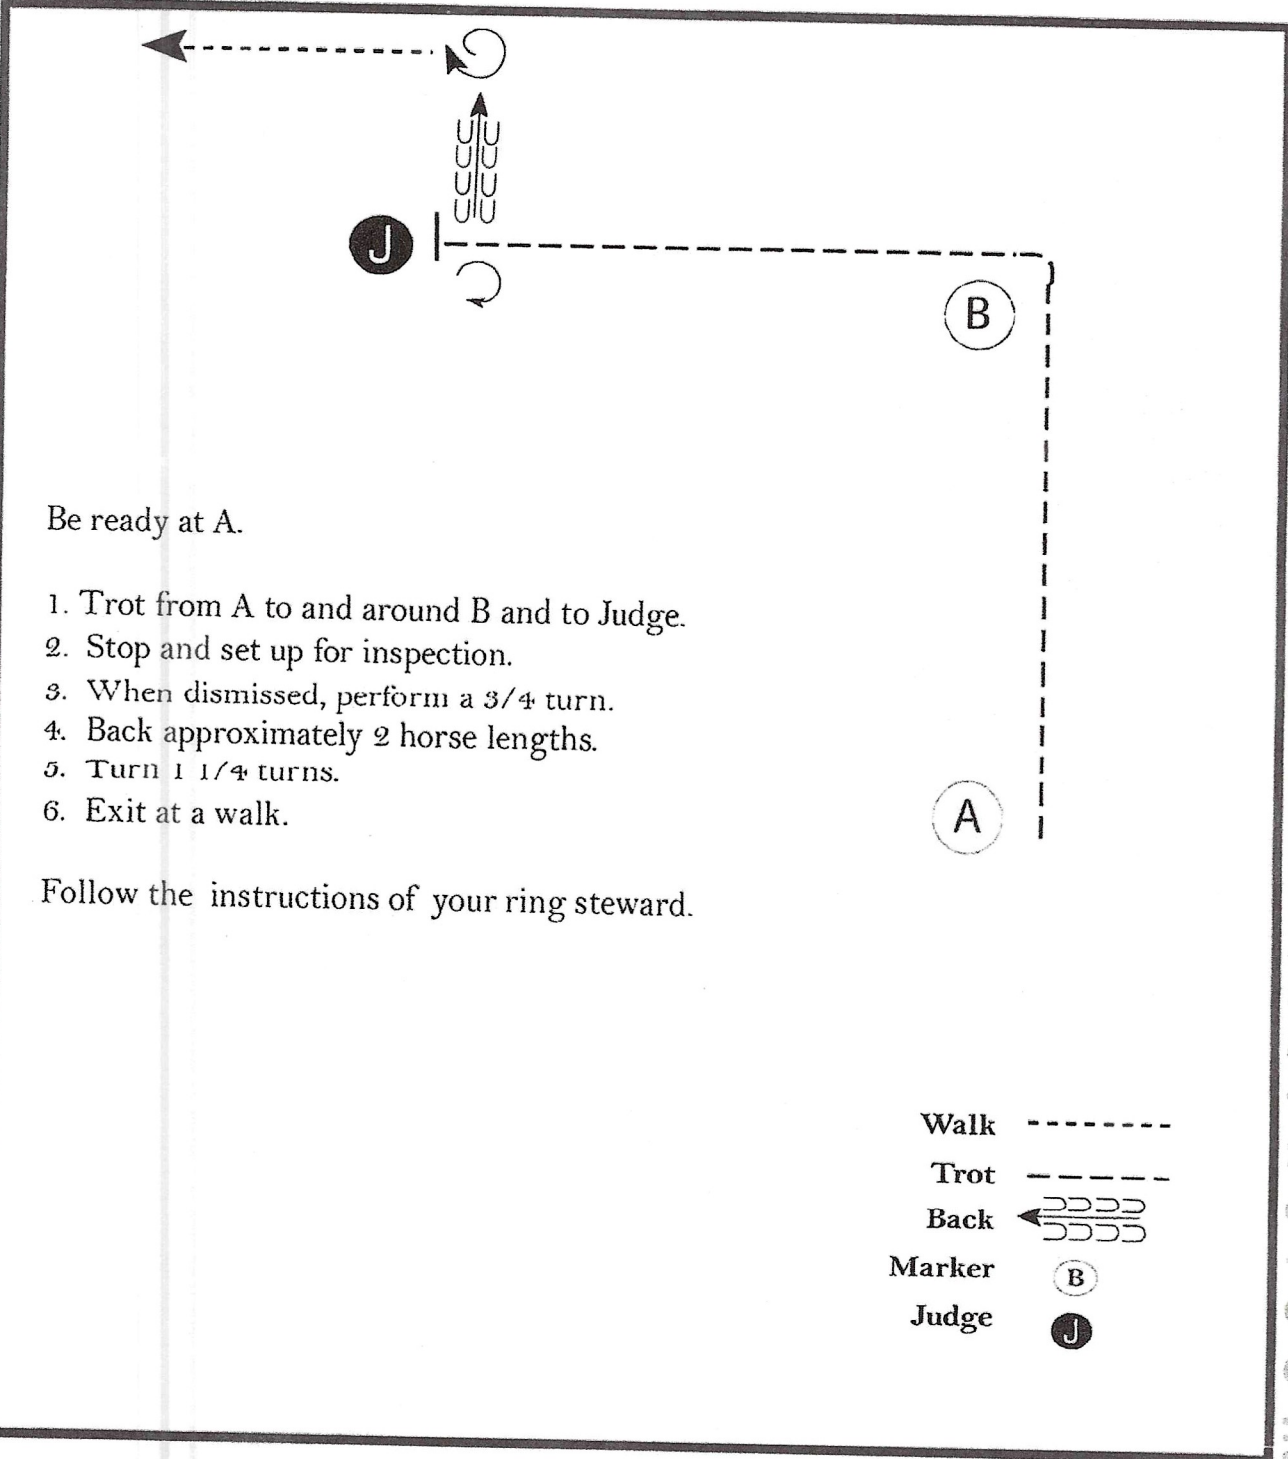 J
B
Be ready at A.
1. Trot from A to and around B and to Judge.
2. Stop and set up for inspection.
3. When dismissed, perform a 3/4 turn.
4. Back approximately 2 horse lengths.
5. Turn 1 1/4 turns.
6. Exit at a walk.
A
Follow the instructions of your ring steward.
Walk
Trot
Back
Marker B
Judge J